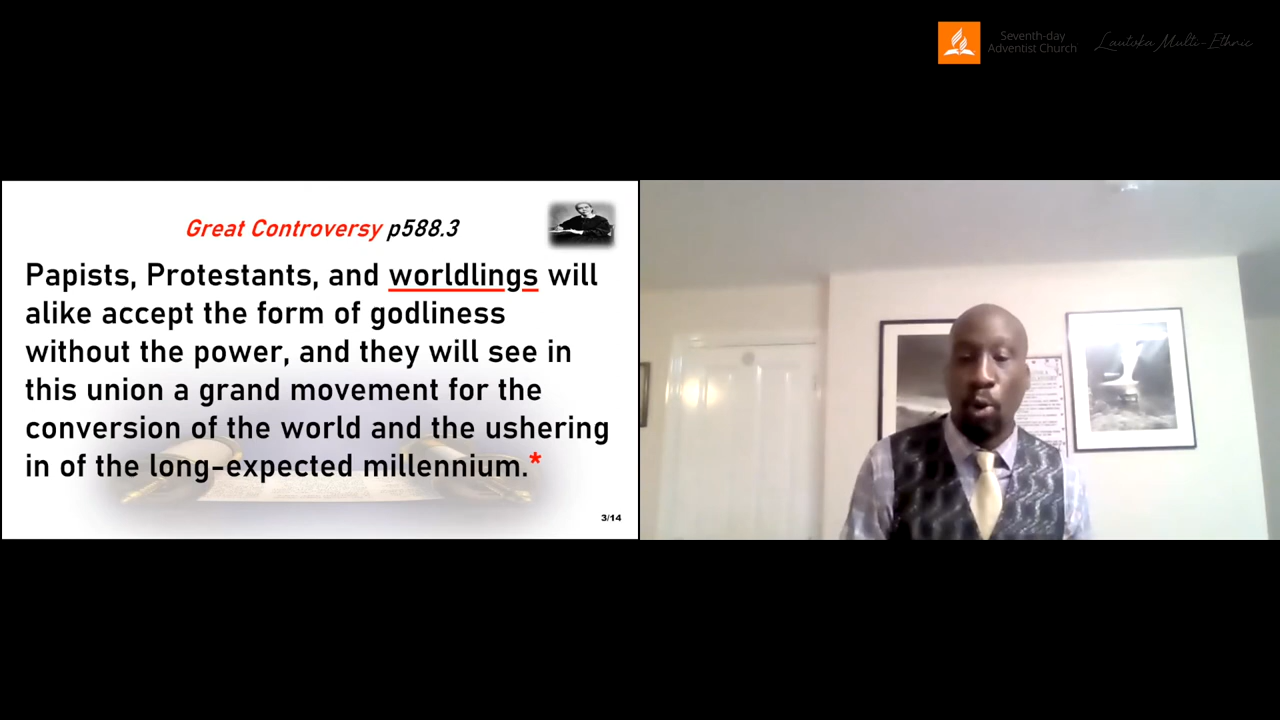 Seventh-day
Adventist Church
Lautoka Multi-Ethnic
Great Controversy p588.3
Papists, Protestants, and worldlings will
alike accept the form of godliness
without the power, and they will see in
this union a grand movement for the
conversion of the world and the ushering
in of the long-expected millennium.*
3/14